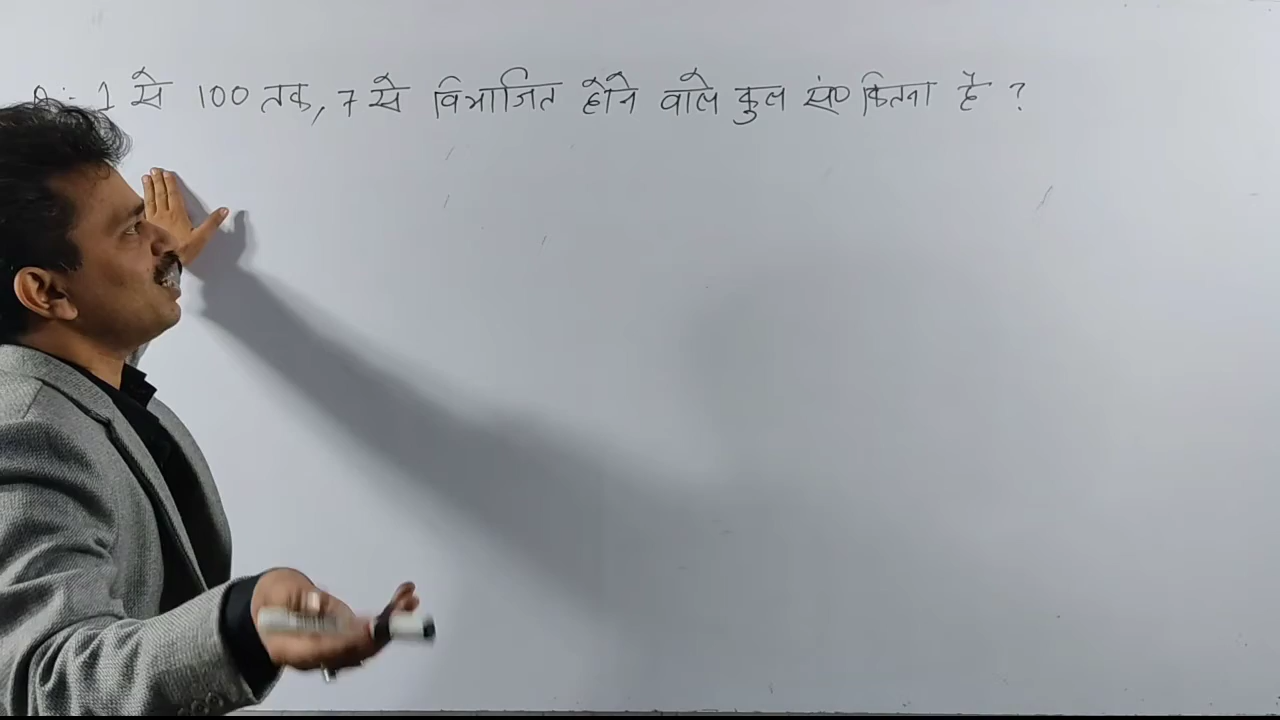 Q:- 1 से 100 तक, 7 से विभाजित होने वाले कुल सं० कितना है ?